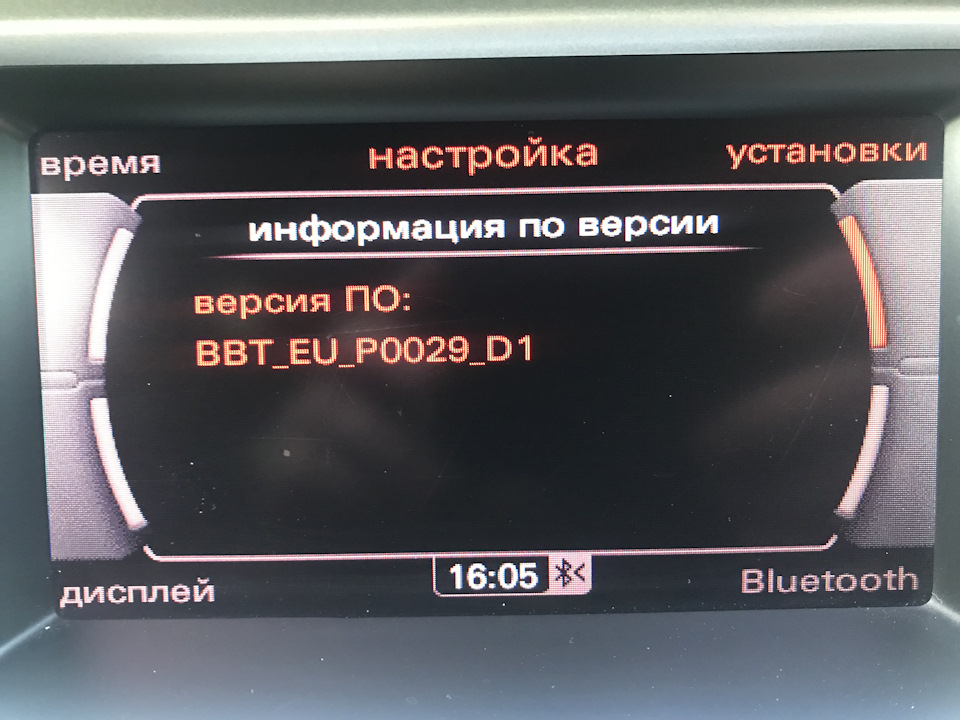 время
настройка
установки
информация по версии
версия ПО:
BBT_EU_P0029_D1
дисплей
16:05
Bluetooth